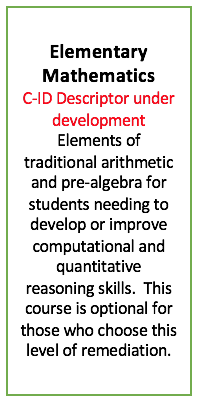 Elementary
Mathematics
C-ID Descriptor under
development
Elements of
traditional arithmetic
and pre-algebra for
students needing to
develop or improve
computational and
quantitative
reasoning skills.  This
course is optional for
those who choose this
level of remediation.